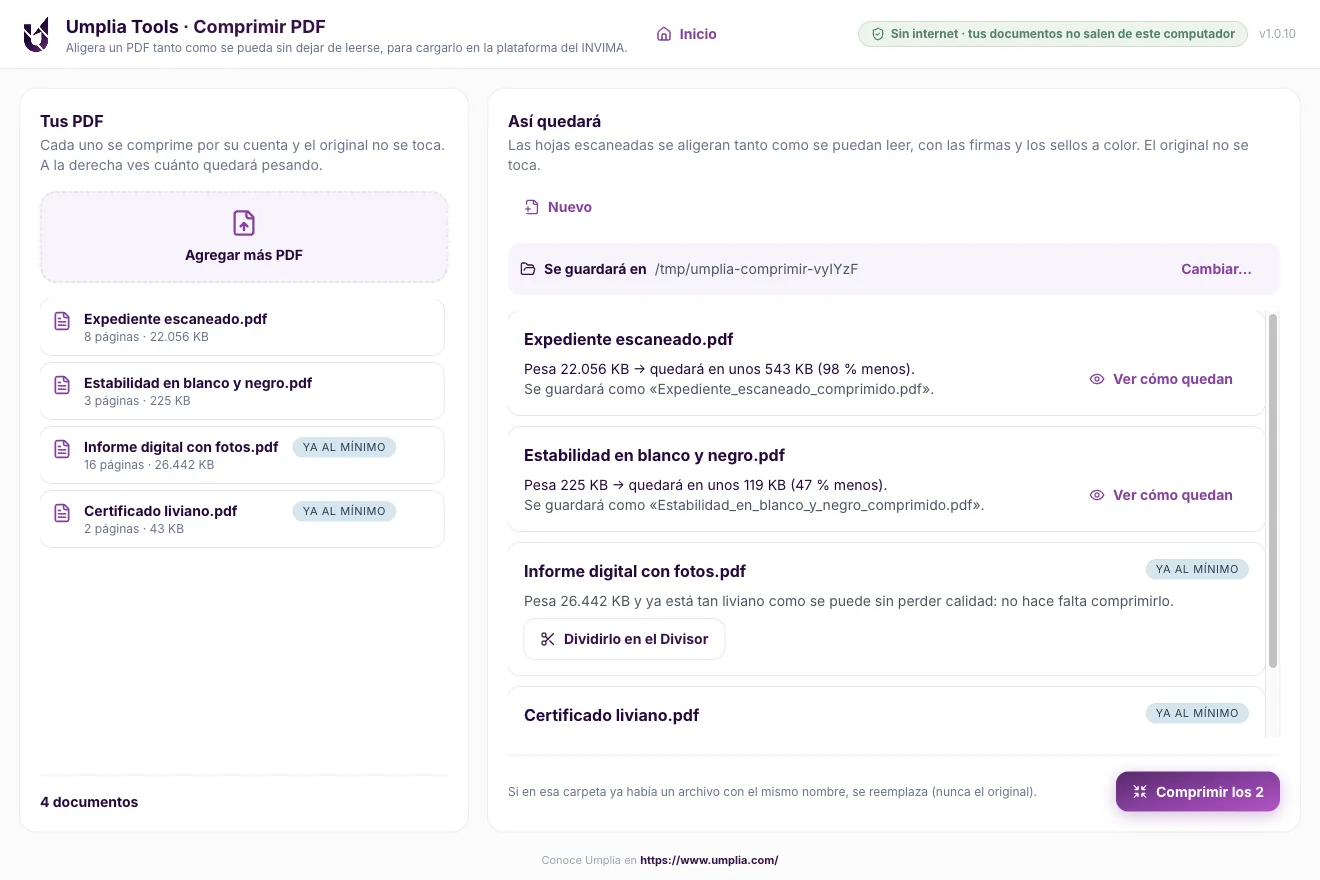 Umplia Tools · Comprimir PDF
Aligera un PDF tanto como se pueda sin dejar de leerse, para cargarlo en la plataforma del INVIMA.
Inicio
Sin internet · tus documentos no salen de este computador
v1.0.10
Tus PDF
Cada uno se comprime por su cuenta y el original no se toca.
A la derecha ves cuánto quedará pesando.
Agregar más PDF
Expediente escaneado.pdf
8 páginas · 22.056 KB
Estabilidad en blanco y negro.pdf
3 páginas · 225 KB
Informe digital con fotos.pdf
YA AL MÍNIMO
16 páginas · 26.442 KB
Certificado liviano.pdf
YA AL MÍNIMO
2 páginas · 43 KB
4 documentos
Así quedará
Las hojas escaneadas se aligeran tanto como se puedan leer, con las firmas y los sellos a color. El original no se
toca.
Nuevo
Se guardará en /tmp/umplia-comprimir-vyIYzF
Cambiar...
Expediente escaneado.pdf
Pesa 22.056 KB → quedará en unos 543 KB (98 % menos).
Se guardará como «Expediente_escaneado_comprimido.pdf».
Ver cómo quedan
Estabilidad en blanco y negro.pdf
Pesa 225 KB → quedará en unos 119 KB (47 % menos).
Se guardará como «Estabilidad_en_blanco_y_negro_comprimido.pdf».
Ver cómo quedan
Informe digital con fotos.pdf
YA AL MÍNIMO
Pesa 26.442 KB y ya está tan liviano como se puede sin perder calidad: no hace falta comprimirlo.
Dividirlo en el Divisor
Certificado liviano.pdf
YA AL MÍNIMO
Si en esa carpeta ya había un archivo con el mismo nombre, se reemplaza (nunca el original).
Comprimir los 2
Conoce Umplia en https://www.umplia.com/